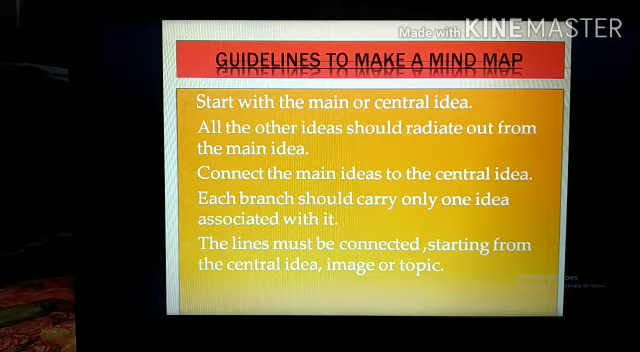 Made with KINEMASTER
GUIDELINES TO MAKE A MIND MAP
Start with the main or central idea.
All the other ideas should radiate out from
the main idea.
Connect the main ideas to the central idea.
Each branch should carry only one idea
associated with it.
The lines must be connected ,starting from
the central idea, image or topic.